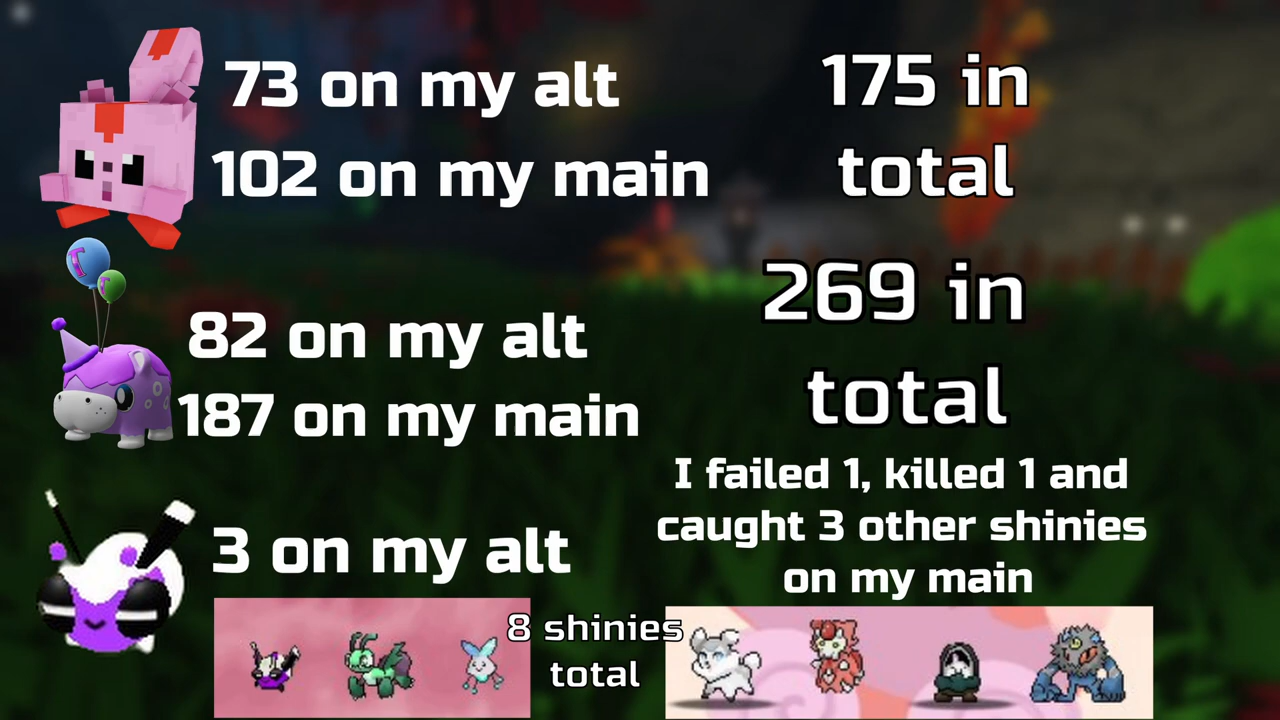 73 on my alt
102 on my main
175 in
total
82 on my alt
187 on my main
269 in
total
3 on my alt
I failed 1, killed 1 and
caught 3 other shinies
on my main
8 shinies
total